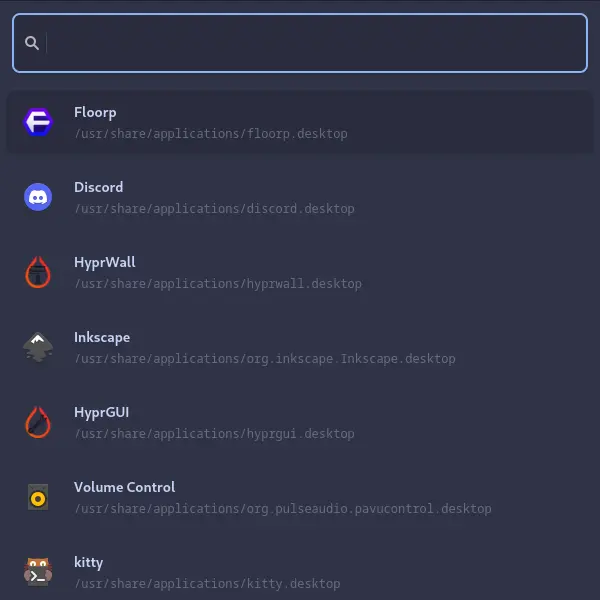 Floorp
/usr/share/applications/floorp.desktop
Discord
/usr/share/applications/discord.desktop
HyprWall
/usr/share/applications/hyprwall.desktop
Inkscape
/usr/share/applications/org.inkscape.Inkscape.desktop
HyprGUI
/usr/share/applications/hyprgui.desktop
Volume Control
/usr/share/applications/org.pulseaudio.pavucontrol.desktop
kitty
/usr/share/applications/kitty.desktop